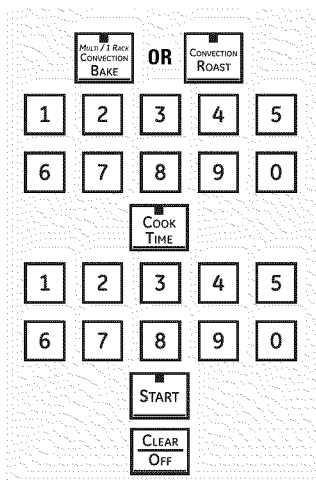 MULTI / 1 RACK CONVECTION BAKE OR CONVECTION ROAST
1 2 3 4 5
6 7 8 9 0
COOK TIME
1 2 3 4 5
6 7 8 9 0
START
CLEAR
OFF